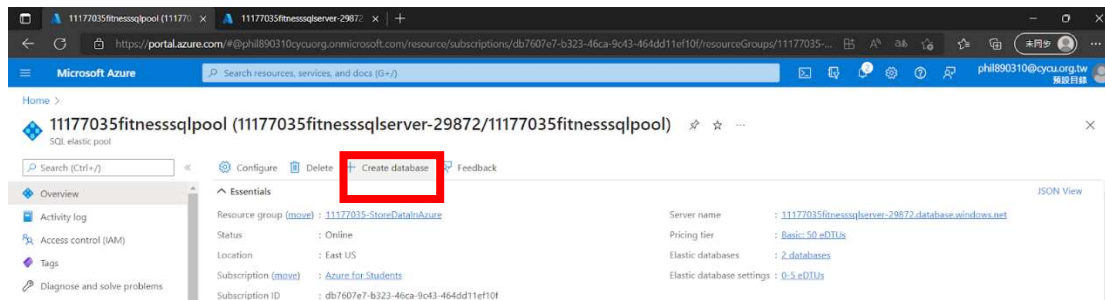 11177035fitnesssqlpool (111770
11177035fitnesssqlserver-29872
https://portal.azure.com/#@phil890310cycuorg.onmicrosoft.com/resource/subscriptions/db7607e7-b323-46ca-9c43-464dd11ef10f/resourceGroups/11177035-...
未同步
Microsoft Azure
Search resources, services, and docs (G+/)
phil890310@cycu.org.tw
預設目錄
Home >
11177035fitnesssqlpool (11177035fitnesssqlserver-29872/11177035fitnesssqlpool)
SQL elastic pool
Search (Ctrl+/)
Configure Delete + Create database Feedback
Overview
Activity log
Access control (IAM)
Tags
Diagnose and solve problems
Essentials
JSON View
Resource group (move) : 11177035-StoreDataInAzure
Status : Online
Location : East US
Subscription (move) : Azure for Students
Subscription ID : db7607e7-b323-46ca-9c43-464dd11ef10f
Server name : 11177035fitnesssqlserver-29872.database.windows.net
Pricing tier : Basic: 50 eDTUs
Elastic databases : 2 databases
Elastic database settings : 0-5 eDTUs